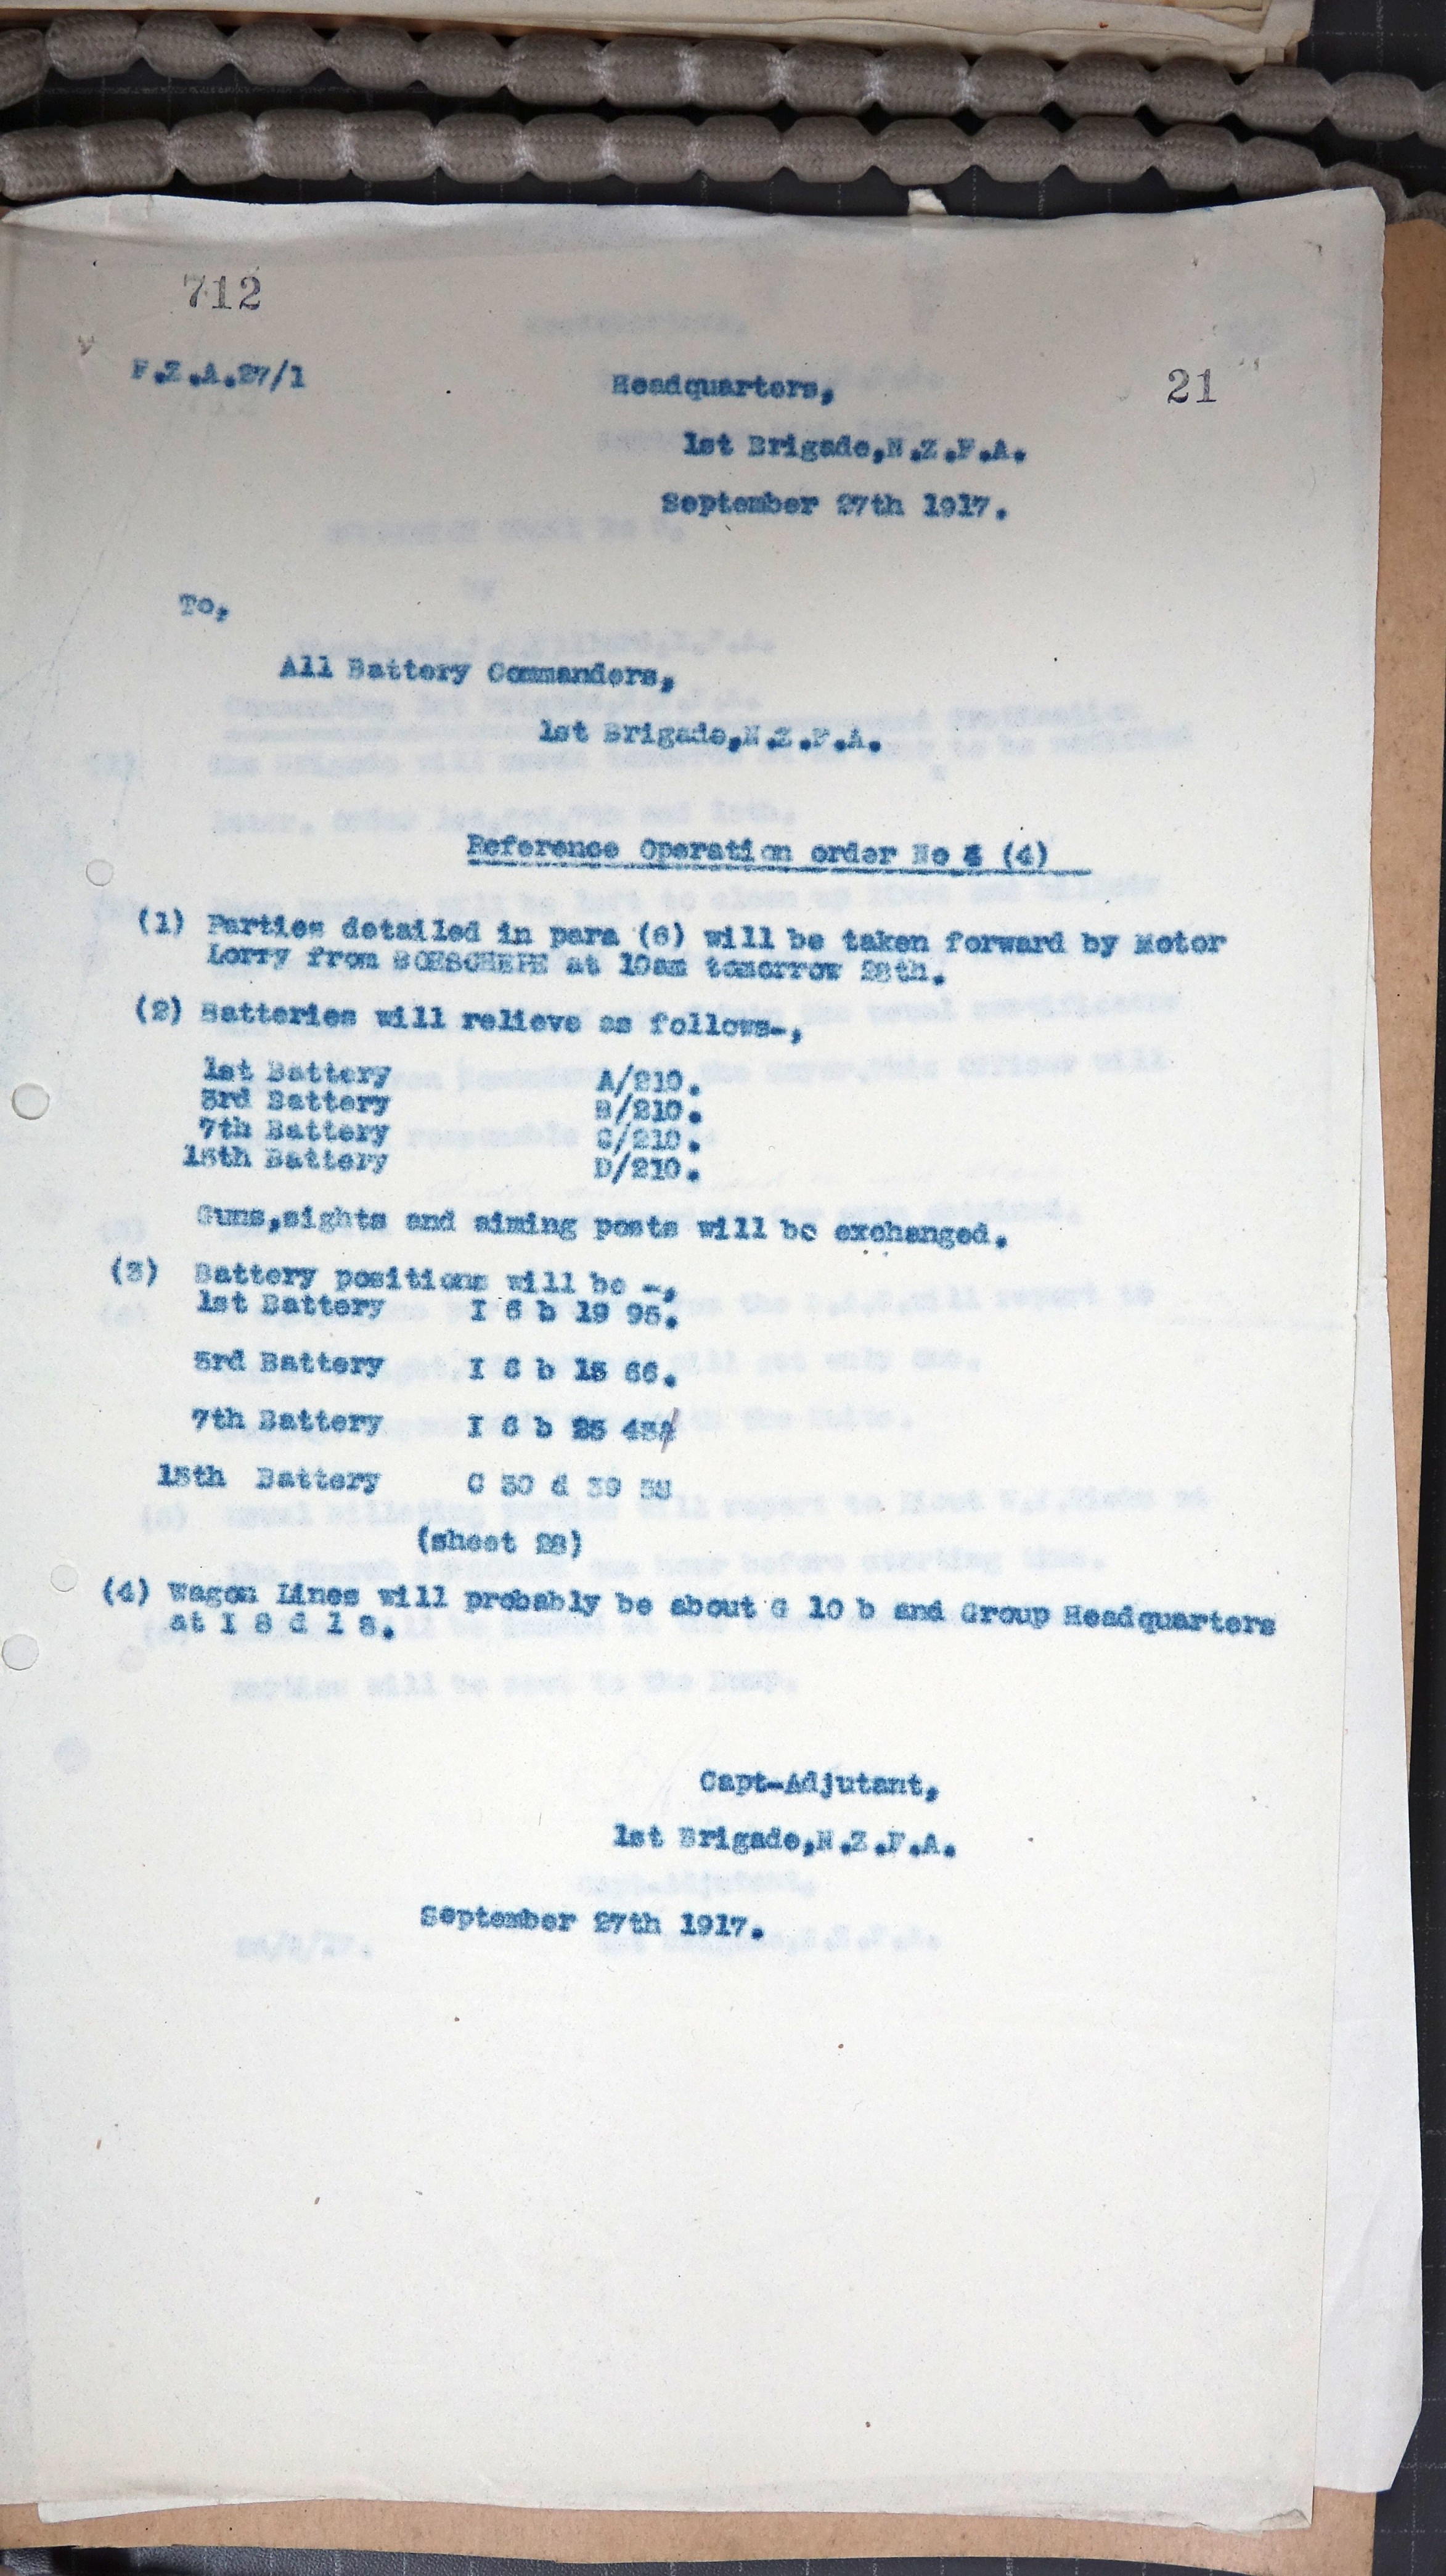 712
F.Z.A.27/1
Headquarters,
21
1st Brigade,N.Z.F.A.
September 27th 1917.
To,
All Battery Commanders,
1st Brigade,N.Z.F.A.
Reference Operation order No (4)
(1) Parties detailed in para (6) will be taken forward by Motor
Lorry from BOESCHEPE at 10am tomorrow 28th.
(2) Batteries will relieve as follows-,
1st Battery A/210.
3rd Battery B/210.
7th Battery C/210.
15th Battery D/210.
Guns,sights and aiming posts will be exchanged.
(3) Battery positions will be -,
1st Battery I 6 b 19 95.
3rd Battery I 6 b 15 66.
7th Battery I 6 b 25
15th Battery C 30 d 39
(sheet 28)
(4) Wagon Lines will probably be about G 10 b and Group Headquarters
at I 8 d 1
Capt-Adjutant,
1st Brigade,N.Z.F.A.
September 27th 1917.